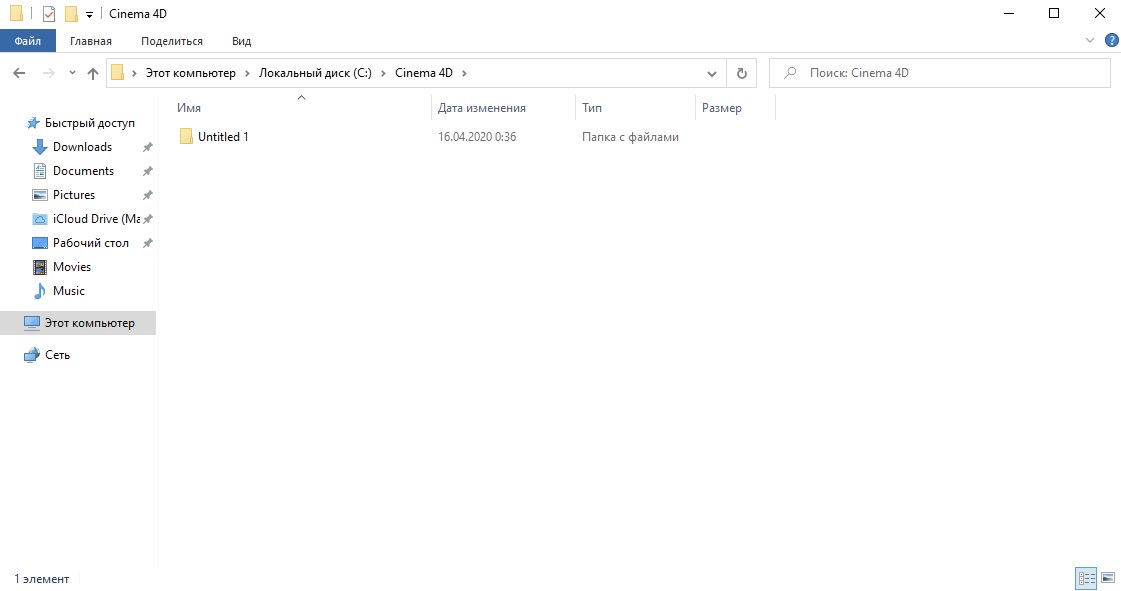 Cinema 4D
Файл Главная Поделиться Вид
Этот компьютер Локальный диск (C:) Cinema 4D Поиск: Cinema 4D
Имя Дата изменения Тип Размер
Быстрый доступ
Untitled 1 16.04.2020 0:36 Папка с файлами
Downloads
Documents
Pictures
iCloud Drive (Ma
Рабочий стол
Movies
Music
Этот компьютер
Сеть
1 элемент